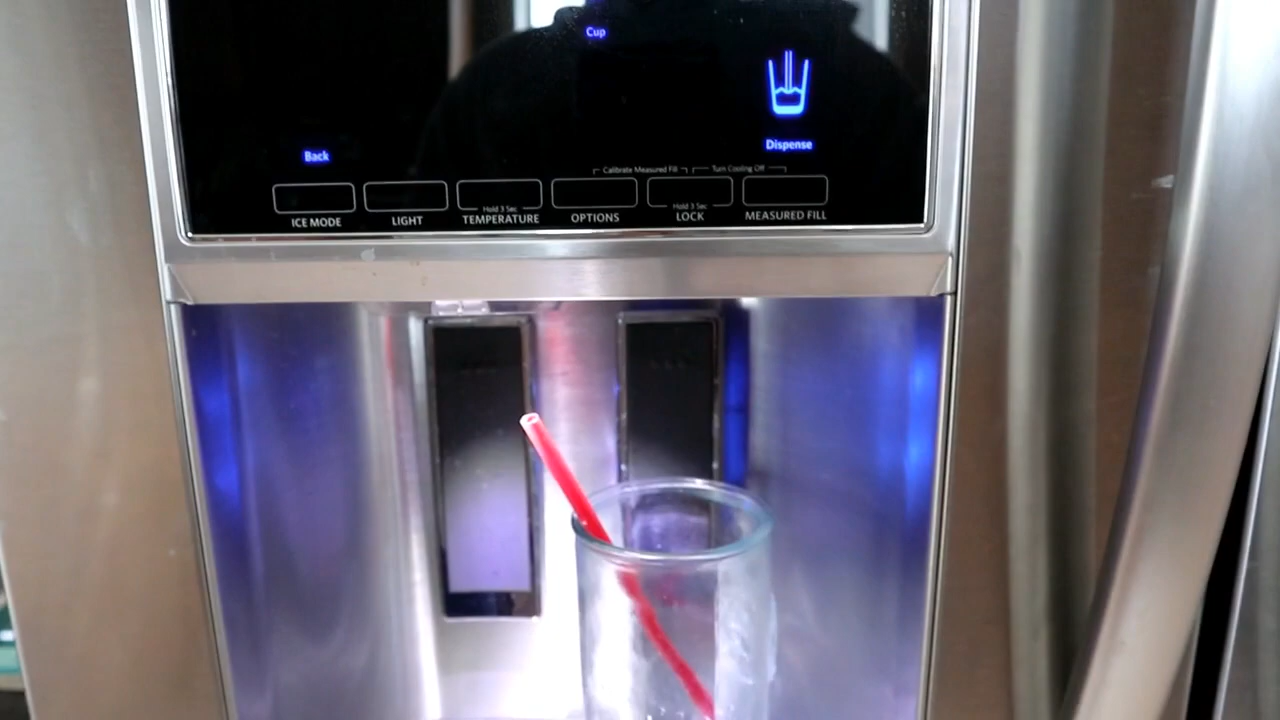 Cup
Dispense
Back
Calibrate Measured Fill
Turn Cooling Off
Hold 3 Sec
Hold 3 Sec
ICE MODE
LIGHT
TEMPERATURE
OPTIONS
LOCK
MEASURED FILL